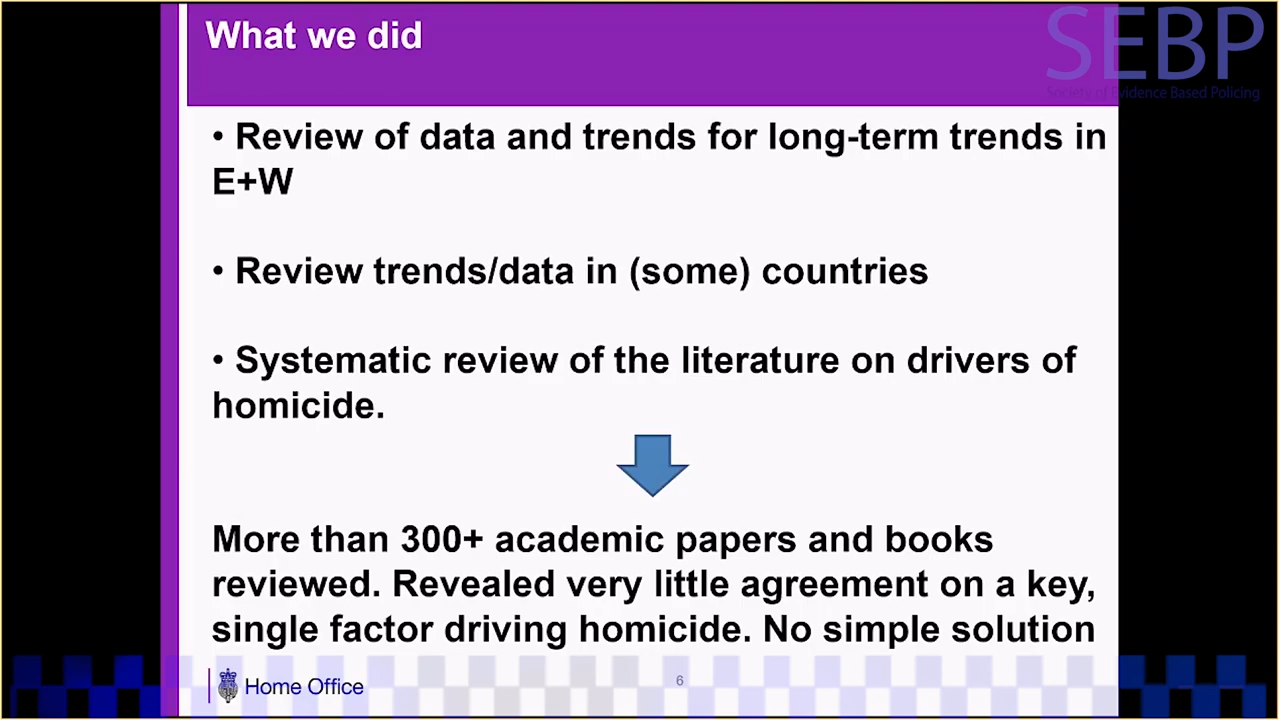 What we did
SEBP
Society of Evidence Based Policing
• Review of data and trends for long-term trends in
E+W
• Review trends/data in (some) countries
• Systematic review of the literature on drivers of
homicide.
More than 300+ academic papers and books
reviewed. Revealed very little agreement on a key,
single factor driving homicide. No simple solution
Home Office
6